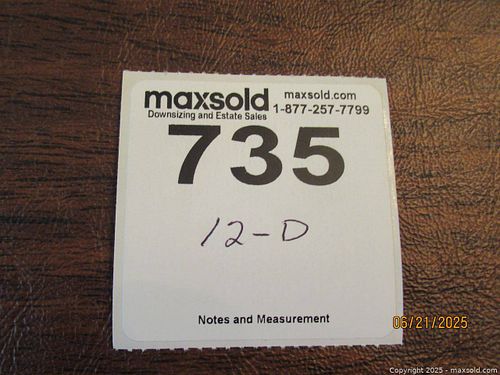 maxsold maxsold.com
Downsizing and Estate Sales 1-877-257-7799
735
12-D
Notes and Measurement
06/21/2025
Copyright 2025 - maxsold.com